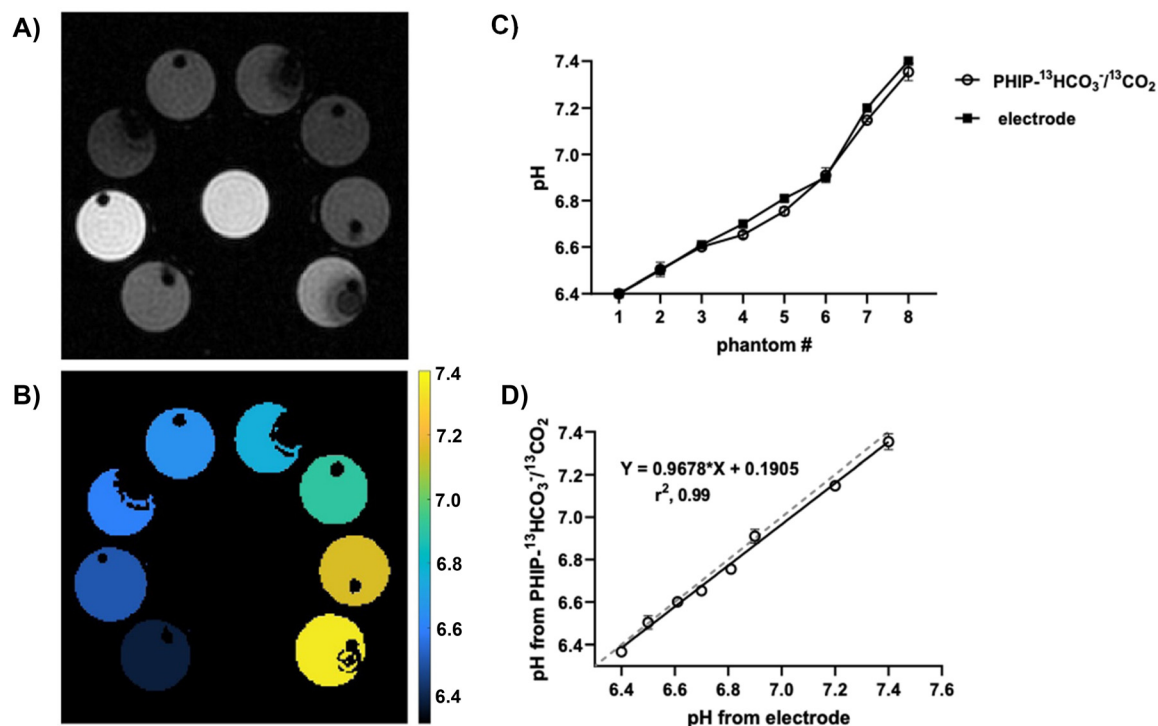 A)
C)
7.4
7.2
7.0
6.8
6.6
6.4
pH
1 2 3 4 5 6 7 8
phantom #
PHIP-¹³HCO₃⁻/¹³CO₂
electrode
B)
7.4
7.2
7.0
6.8
6.6
6.4
D)
pH from PHIP-¹³HCO₃⁻/¹³CO₂
7.4
7.2
7.0
6.8
6.6
6.4
Y = 0.9678*X + 0.1905
r², 0.99
6.4 6.6 6.8 7.0 7.2 7.4 7.6
pH from electrode